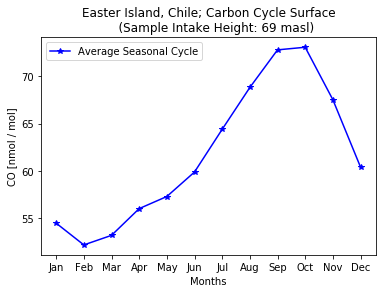 Easter Island, Chile; Carbon Cycle Surface
(Sample Intake Height: 69 masl)
Average Seasonal Cycle
CO [nmol / mol]
70
65
60
55
Jan Feb Mar Apr May Jun Jul Aug Sep Oct Nov Dec
Months